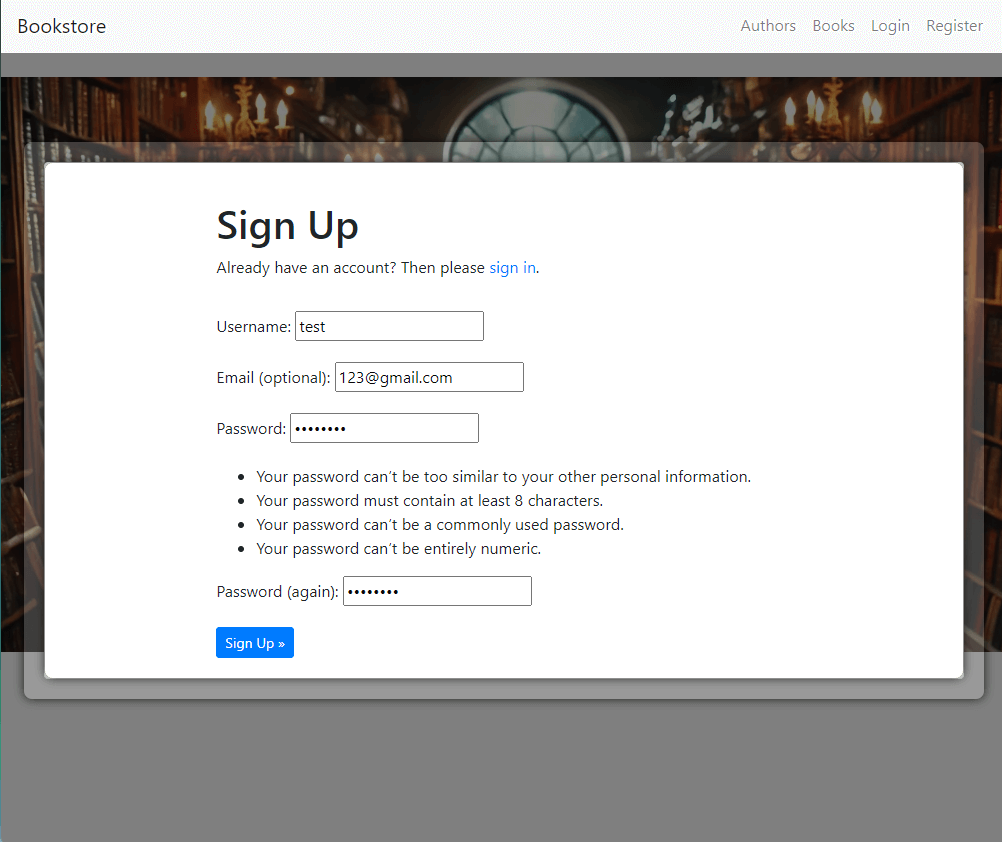 Bookstore
Authors Books Login Register
Sign Up
Already have an account? Then please sign in.
Username: test
Email (optional): 123@gmail.com
Password: ••••••••
• Your password can’t be too similar to your other personal information.
• Your password must contain at least 8 characters.
• Your password can’t be a commonly used password.
• Your password can’t be entirely numeric.
Password (again): ••••••••
Sign Up »